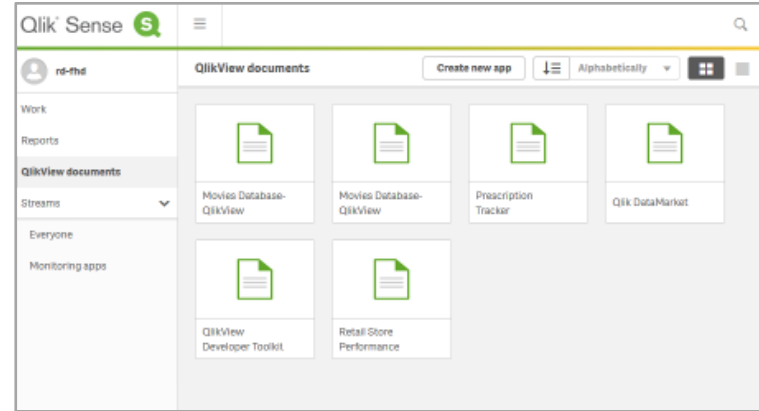 Qlik Sense
rd-fhd
QlikView documents
Create new app
Alphabetically
Work
Reports
QlikView documents
Streams
Everyone
Monitoring apps
Movies Database-
QlikView
Movies Database-
QlikView
Prescription
Tracker
Qlik DataMarket
QlikView
Developer Toolkit
Retail Store
Performance